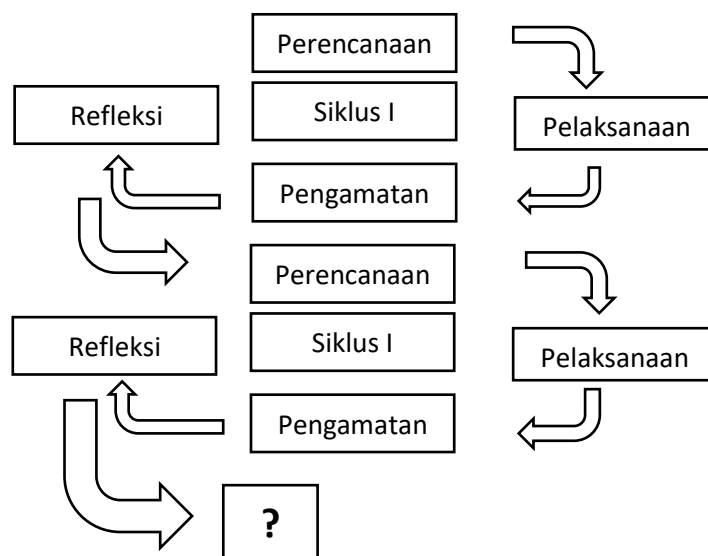 Perencanaan
Refleksi
Siklus I
Pelaksanaan
Pengamatan
Perencanaan
Refleksi
Siklus I
Pelaksanaan
Pengamatan
?